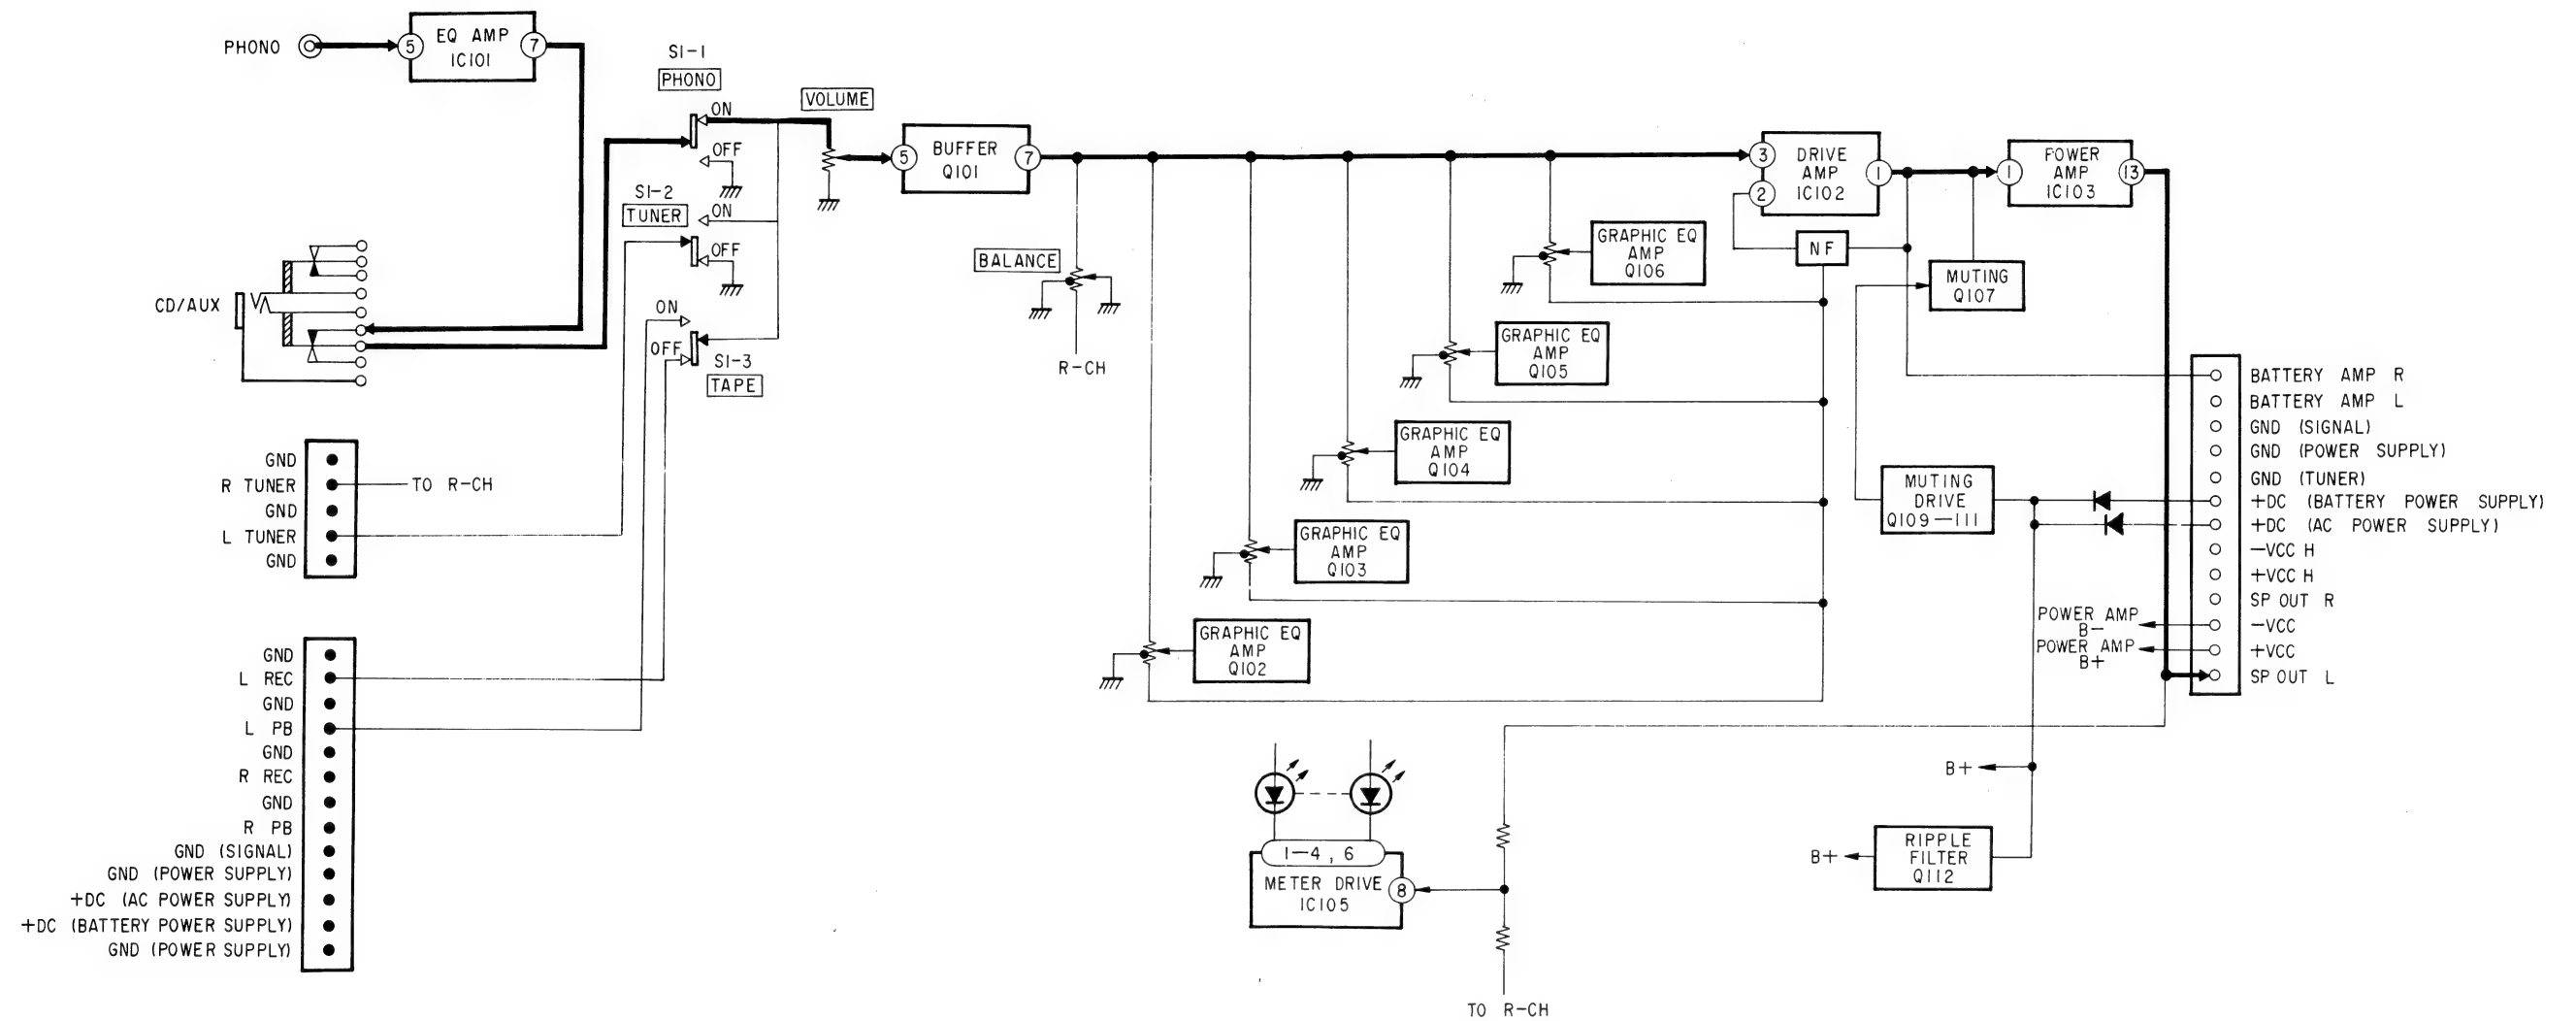 PHONO
5
EQ AMP
IC101
7
S1-1
PHONO
ON
OFF
S1-2
TUNER
ON
OFF
ON
OFF
S1-3
TAPE
VOLUME
CD/AUX
5
BUFFER
Q101
7
BALANCE
R-CH
GRAPHIC EQ
AMP
Q106
GRAPHIC EQ
AMP
Q105
GRAPHIC EQ
AMP
Q104
GRAPHIC EQ
AMP
Q103
GRAPHIC EQ
AMP
Q102
3
2
DRIVE
AMP
IC102
1
NF
1
POWER
AMP
IC103
13
MUTING
Q107
MUTING
DRIVE
Q109—111
BATTERY AMP R
BATTERY AMP L
GND (SIGNAL)
GND (POWER SUPPLY)
GND (TUNER)
+DC (BATTERY POWER SUPPLY)
+DC (AC POWER SUPPLY)
—VCC H
+VCC H
SP OUT R
—VCC
+VCC
SP OUT L
POWER AMP
B—
POWER AMP
B+
B+
B+
RIPPLE
FILTER
Q112
GND
R TUNER
TO R-CH
GND
L TUNER
GND
GND
L REC
GND
L PB
GND
R REC
GND
R PB
GND (SIGNAL)
GND (POWER SUPPLY)
+DC (AC POWER SUPPLY)
+DC (BATTERY POWER SUPPLY)
GND (POWER SUPPLY)
1—4, 6
METER DRIVE
IC105
8
TO R-CH